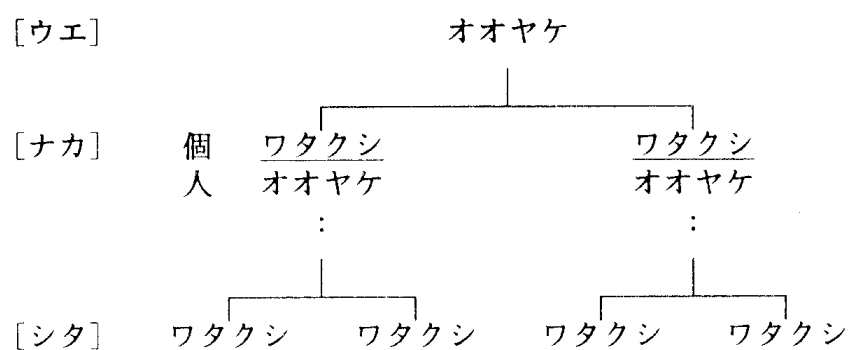 [ウエ] オオヤケ
[ナカ] 個人 ワタクシ ワタクシ
オオヤケ オオヤケ
: :
[シタ] ワタクシ ワタクシ ワタクシ ワタクシ